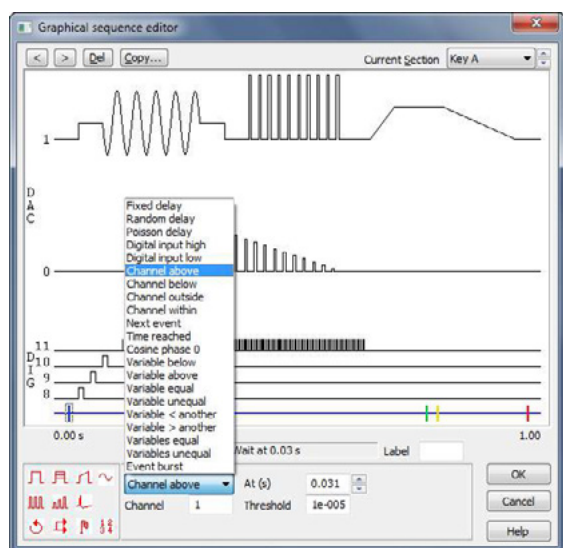 Graphical sequence editor
< > Del Copy... Current Section Key A
1
D
A
C
0
11
D 10
I 9
G 8
Fixed delay
Random delay
Poisson delay
Digital input high
Digital input low
Channel above
Channel below
Channel outside
Channel within
Next event
Time reached
Cosine phase 0
Variable below
Variable above
Variable equal
Variable unequal
Variable < another
Variable > another
Variables equal
Variables unequal
Event burst
0.00 s 1.00
Wait at 0.03 s Label
Channel above At (s) 0.031
Channel 1 Threshold 1e-005
OK
Cancel
Help